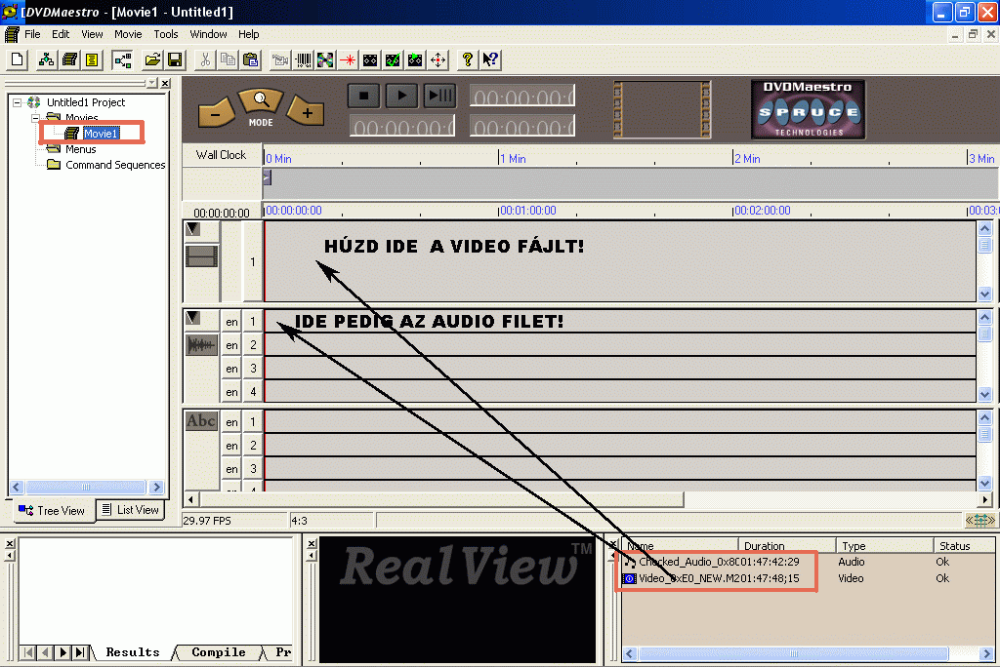 [DVDMaestro - [Movie1 - Untitled1]
File Edit View Movie Tools Window Help
Untitled1 Project
Movies
Movie1
Menus
Command Sequences
Tree View List View
MODE
00:00:00:0
00:00:00:0 00:00:00:0
DVDMaestro
SPRUCE
TECHNOLOGIES
Wall Clock 0 Min 1 Min 2 Min 3 Min
00:00:00:00 00:00:00:00 00:01:00:00 00:02:00:00 00:03:
1
HÚZD IDE A VIDEO FÁJLT!
en 1 IDE PEDIG AZ AUDIO FILET!
en 2
en 3
en 4
Abc en 1
en 2
en 3
29.97 FPS 4:3
Results Compile Pr
RealView™
Name Duration Type Status
Checked_Audio_0x80 01:47:42:29 Audio Ok
Video_0xE0_NEW.M2 01:47:48;15 Video Ok